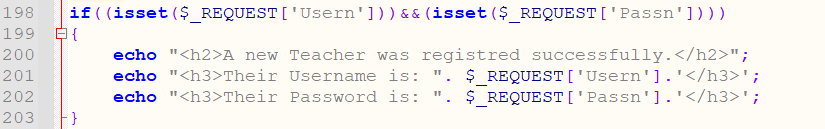 198 if((isset($_REQUEST['Usern']))&&(isset($_REQUEST['Passn'])))
199 {
200 echo "<h2>A new Teacher was registred successfully.</h2>";
201 echo "<h3>Their Username is: ". $_REQUEST['Usern'].'</h3>';
202 echo "<h3>Their Password is: ". $_REQUEST['Passn'].'</h3>';
203 }